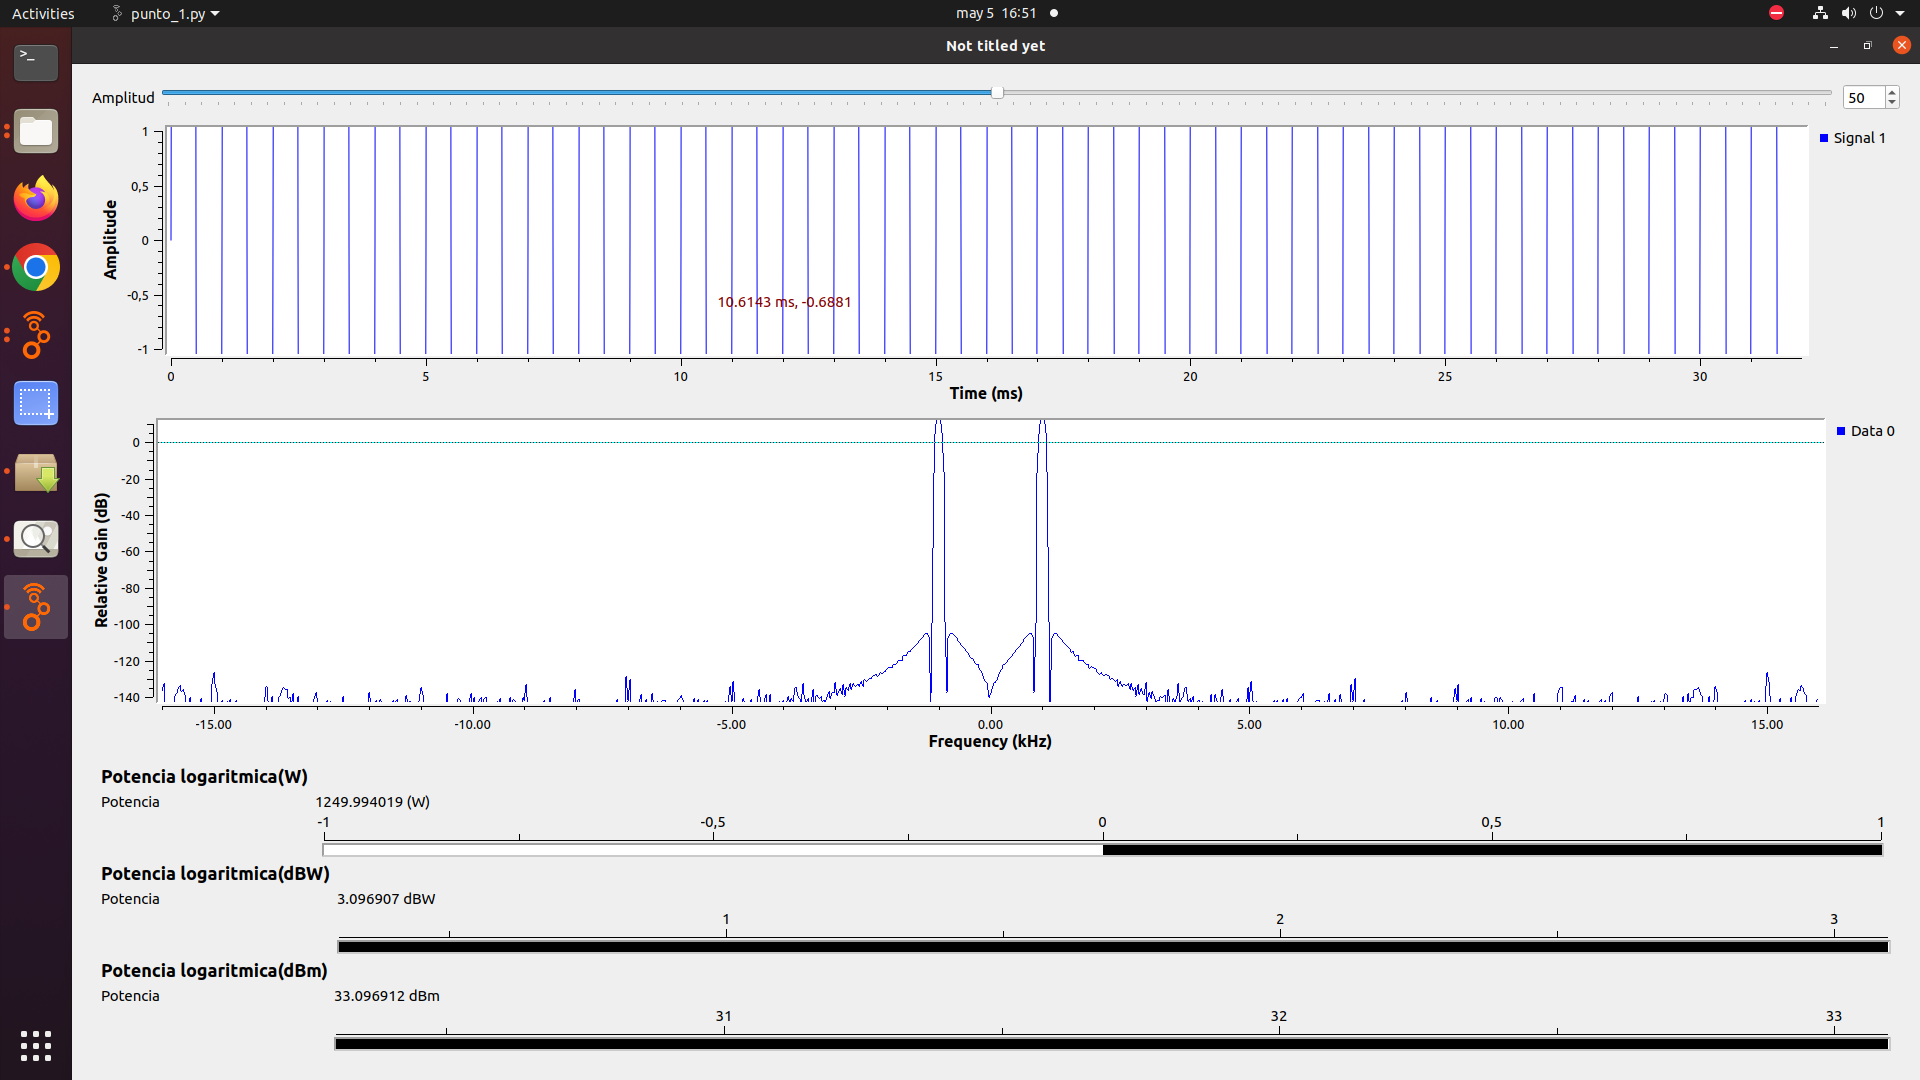 Activities punto_1.py may 5 16:51
Not titled yet
Amplitud 50
1
0,5
0
-0,5
-1
Amplitude
10.6143 ms, -0.6881
Signal 1
0 5 10 15 20 25 30
Time (ms)
0
-20
-40
-60
-80
-100
-120
-140
Relative Gain (dB)
Data 0
-15.00 -10.00 -5.00 0.00 5.00 10.00 15.00
Frequency (kHz)
Potencia logaritmica(W)
Potencia 1249.994019 (W)
-1 -0,5 0 0,5 1
Potencia logaritmica(dBW)
Potencia 3.096907 dBW
1 2 3
Potencia logaritmica(dBm)
Potencia 33.096912 dBm
31 32 33